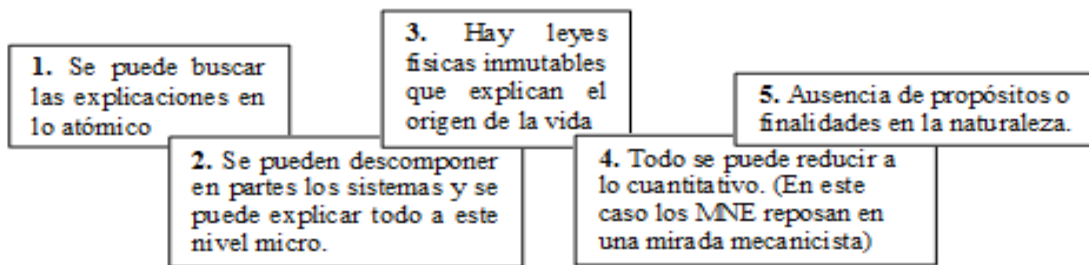 1. Se puede buscar
las explicaciones en
lo atómico
2. Se pueden descomponer
en partes los sistemas y se
puede explicar todo a este
nivel micro.
3. Hay leyes
físicas inmutables
que explican el
origen de la vida
4. Todo se puede reducir a
lo cuantitativo. (En este
caso los MNE reposan en
una mirada mecanicista)
5. Ausencia de propósitos o
finalidades en la naturaleza.